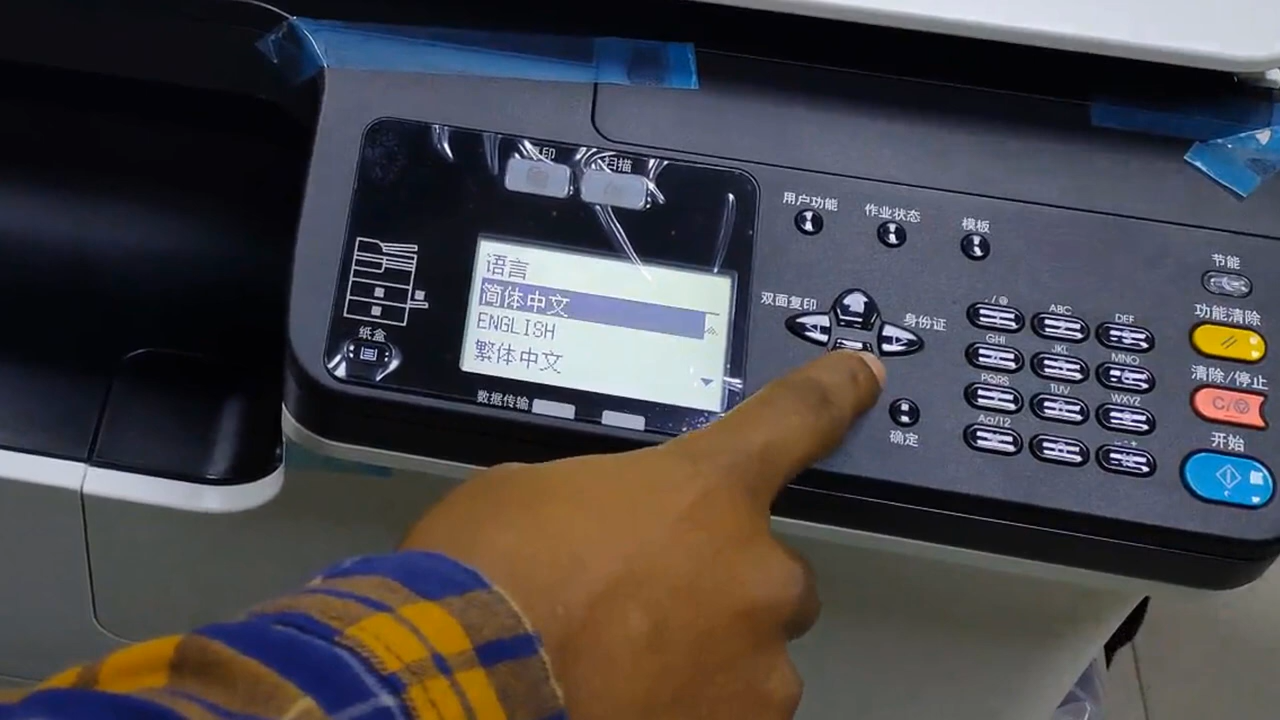 扫描
语言
简体中文
ENGLISH
繁体中文
纸盒
数据传输
用户功能
作业状态
模板
双面复印
身份证
确定
./@
ABC
DEF
GHI
JKL
MNO
PQRS
TUV
WXYZ
Aa/12
节能
功能清除
//
清除/停止
C/
开始